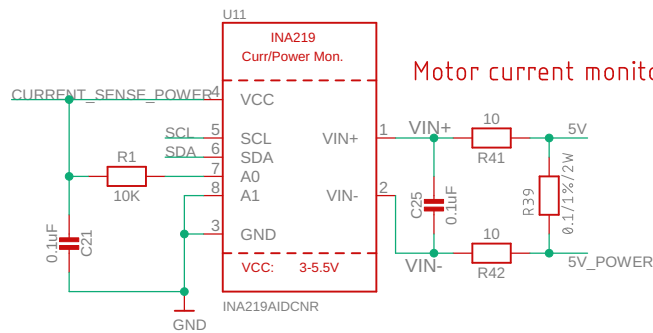 U11
INA219
Curr/Power Mon.
Motor current monito
CURRENT_SENSE_POWER
4
VCC
SCL
5
SCL
SDA
6
SDA
R1
10K
7
A0
8
A1
3
GND
VCC: 3-5.5V
INA219AIDCNR
0.1uF
C21
GND
VIN+
1
VIN+
10
R41
5V
VIN-
2
C25
0.1uF
R39
0.1/1%/2W
VIN-
10
R42
5V_POWER